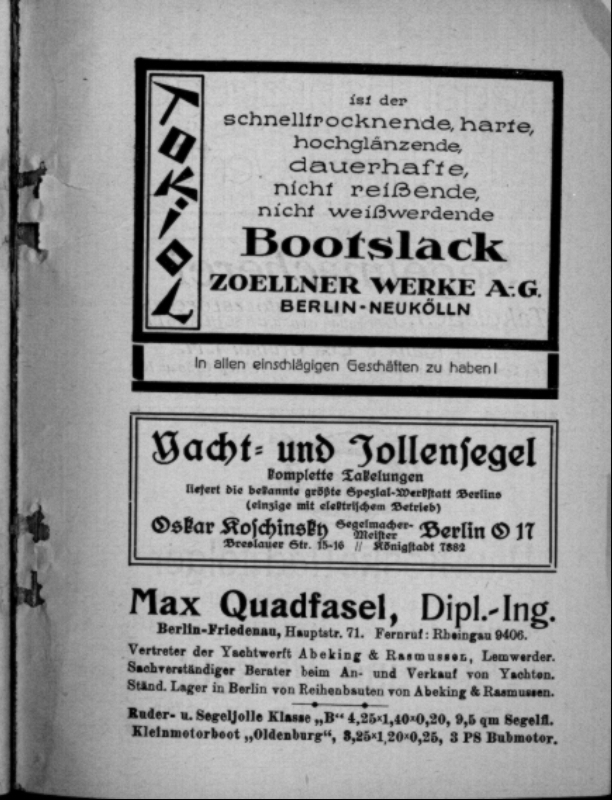 TOKIOL
ist der
schnelltrocknende, harte,
hochglänzende,
dauerhafte,
nicht reißende,
nicht weißwerdende
Bootslack
ZOELLNER WERKE A.-G.
BERLIN-NEUKÖLLN
In allen einschlägigen Geschäften zu haben!
Yacht- und Jollensegel
Komplette Takelungen
liefert die bekannte größte Spezial-Werkstatt Berlins
(einzige mit elektrischem Betrieb)
Oskar Koschinsky Segelmacher-Meister Berlin O 17
Breslauer Str. 15-16 // Königstadt 7882
Max Quadfasel, Dipl.-Ing.
Berlin-Friedenau, Hauptstr. 71. Fernruf: Rheingau 9406.
Vertreter der Yachtwerft Abeking & Rasmussen, Lemwerder.
Sachverständiger Berater beim An- und Verkauf von Yachten.
Ständ. Lager in Berlin von Reihenbauten von Abeking & Rasmussen.
Ruder- u. Segeljolle Klasse „B“ 4,25×1,40×0,20, 9,5 qm Segelfl.
Kleinmotorboot „Oldenburg“, 3,25×1,20×0,25, 3 PS Bubmotor.